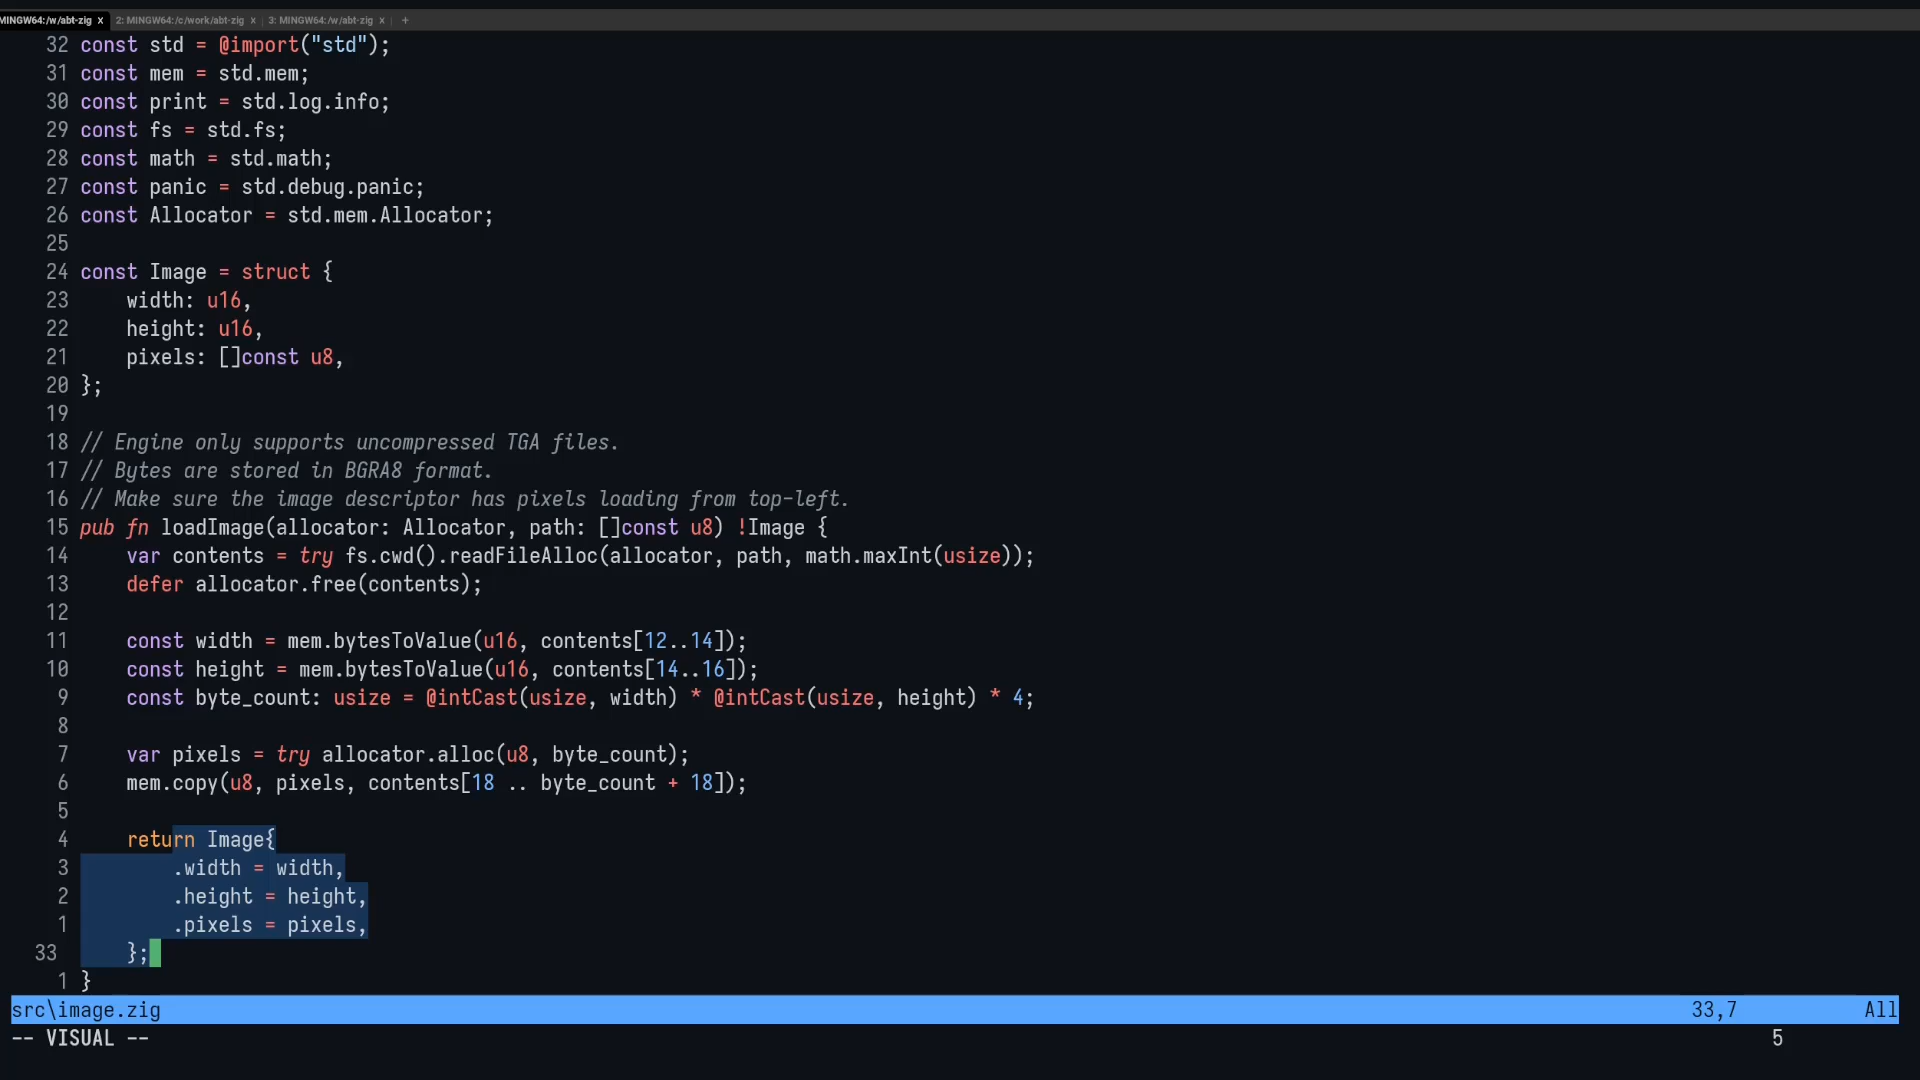 MINGW64:/w/abt-zig x 2: MINGW64:/c/work/abt-zig x 3: MINGW64:/w/abt-zig x +
32 const std = @import("std");
31 const mem = std.mem;
30 const print = std.log.info;
29 const fs = std.fs;
28 const math = std.math;
27 const panic = std.debug.panic;
26 const Allocator = std.mem.Allocator;
25
24 const Image = struct {
23     width: u16,
22     height: u16,
21     pixels: []const u8,
20 };
19
18 // Engine only supports uncompressed TGA files.
17 // Bytes are stored in BGRA8 format.
16 // Make sure the image descriptor has pixels loading from top-left.
15 pub fn loadImage(allocator: Allocator, path: []const u8) !Image {
14     var contents = try fs.cwd().readFileAlloc(allocator, path, math.maxInt(usize));
13     defer allocator.free(contents);
12
11     const width = mem.bytesToValue(u16, contents[12..14]);
10     const height = mem.bytesToValue(u16, contents[14..16]);
9     const byte_count: usize = @intCast(usize, width) * @intCast(usize, height) * 4;
8
7     var pixels = try allocator.alloc(u8, byte_count);
6     mem.copy(u8, pixels, contents[18 .. byte_count + 18]);
5
4     return Image{
3         .width = width,
2         .height = height,
1         .pixels = pixels,
33     };
1 }
src\image.zig 33,7 All
-- VISUAL -- 5